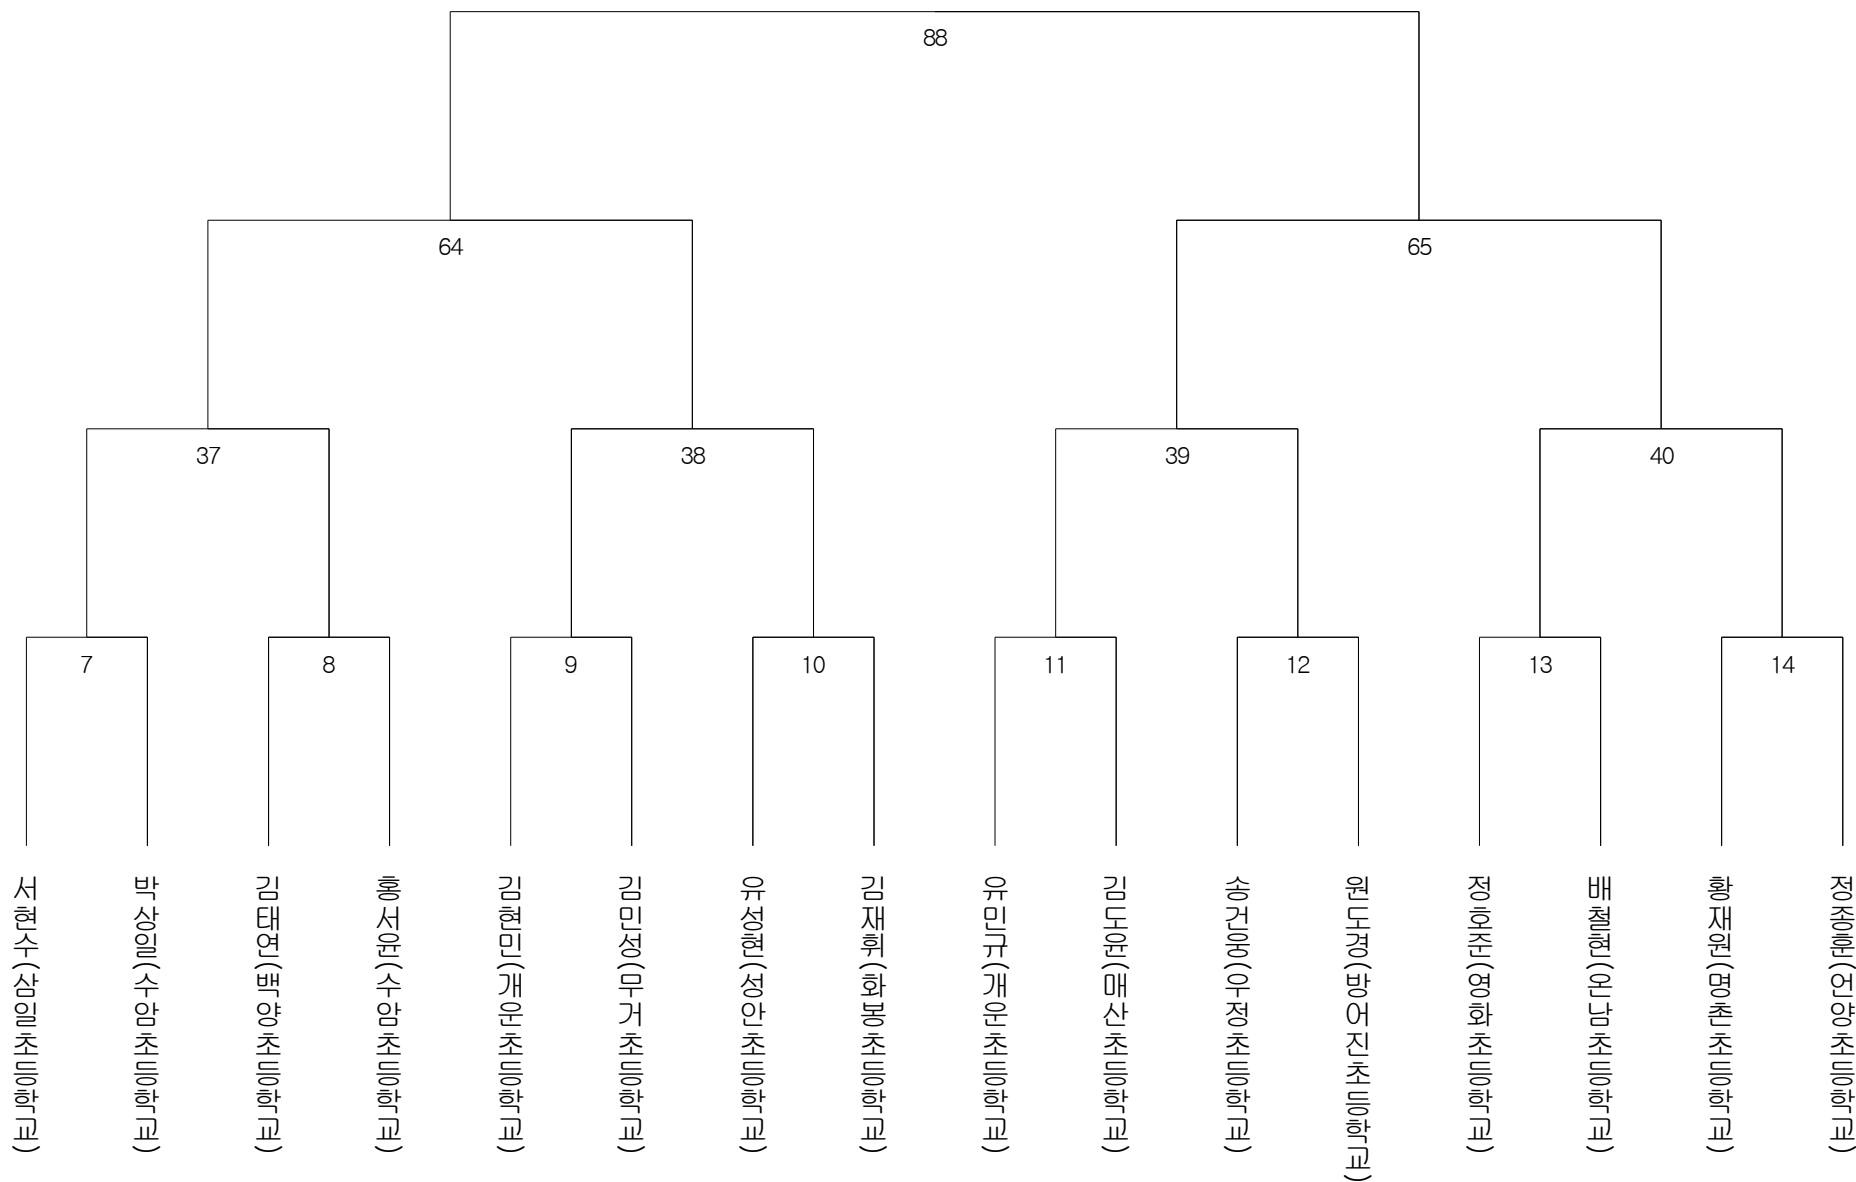 88
64
65
37
38
39
40
7
8
9
10
11
12
13
14
서현수(삼일초등학교)
박상일(수암초등학교)
김태연(백양초등학교)
홍서윤(수암초등학교)
김현민(개운초등학교)
김민성(무거초등학교)
유성현(성안초등학교)
김재휘(화봉초등학교)
유민규(개운초등학교)
김도윤(매산초등학교)
송건웅(우정초등학교)
원도경(방어진초등학교)
정호준(영화초등학교)
배철현(온남초등학교)
황재원(명촌초등학교)
정종훈(언양초등학교)